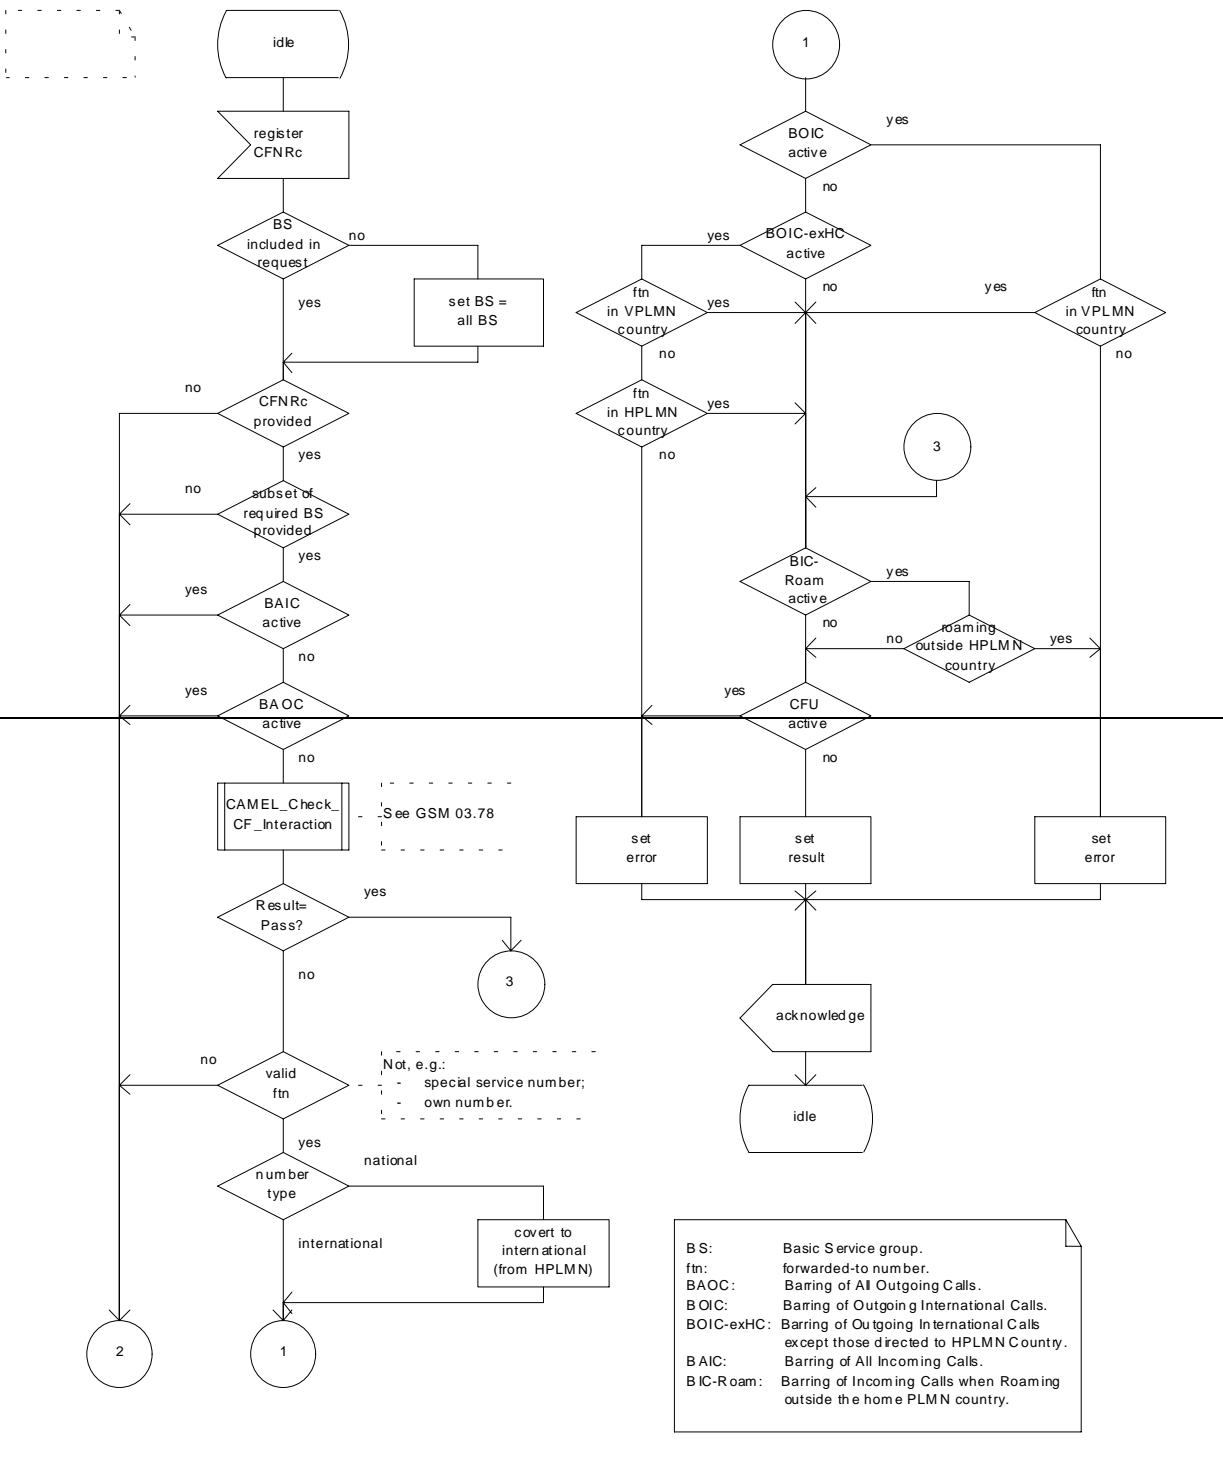 idle
register
CFNRc
BS
included in
request
no
yes
set BS =
all BS
no
CFNRc
provided
yes
no
subset of
required BS
provided
yes
yes
BAIC
active
no
yes
BAOC
active
no
CAMEL_Check_
CF_Interaction
See GSM 03.78
Result=
Pass?
yes
no
3
no
valid
ftn
Not, e.g.:
- special service number;
- own number.
yes
number
type
national
international
covert to
international
(from HPLMN)
2
1
1
BOIC
active
yes
no
yes
BOIC-exHC
active
no
ftn
in VPLMN
country
yes
no
yes
ftn
in VPLMN
country
no
ftn
in HPLMN
country
yes
no
3
BIC-
Roam
active
yes
no
no
roaming
outside HPLMN
country
yes
yes
CFU
active
no
set
error
set
result
set
error
acknowledge
idle
BS: Basic Service group.
ftn: forwarded-to number.
BAOC: Barring of All Outgoing Calls.
BOIC: Barring of Outgoing International Calls.
BOIC-exHC: Barring of Outgoing International Calls
except those directed to HPLMN Country.
BAIC: Barring of All Incoming Calls.
BIC-Roam: Barring of Incoming Calls when Roaming
outside the home PLMN country.